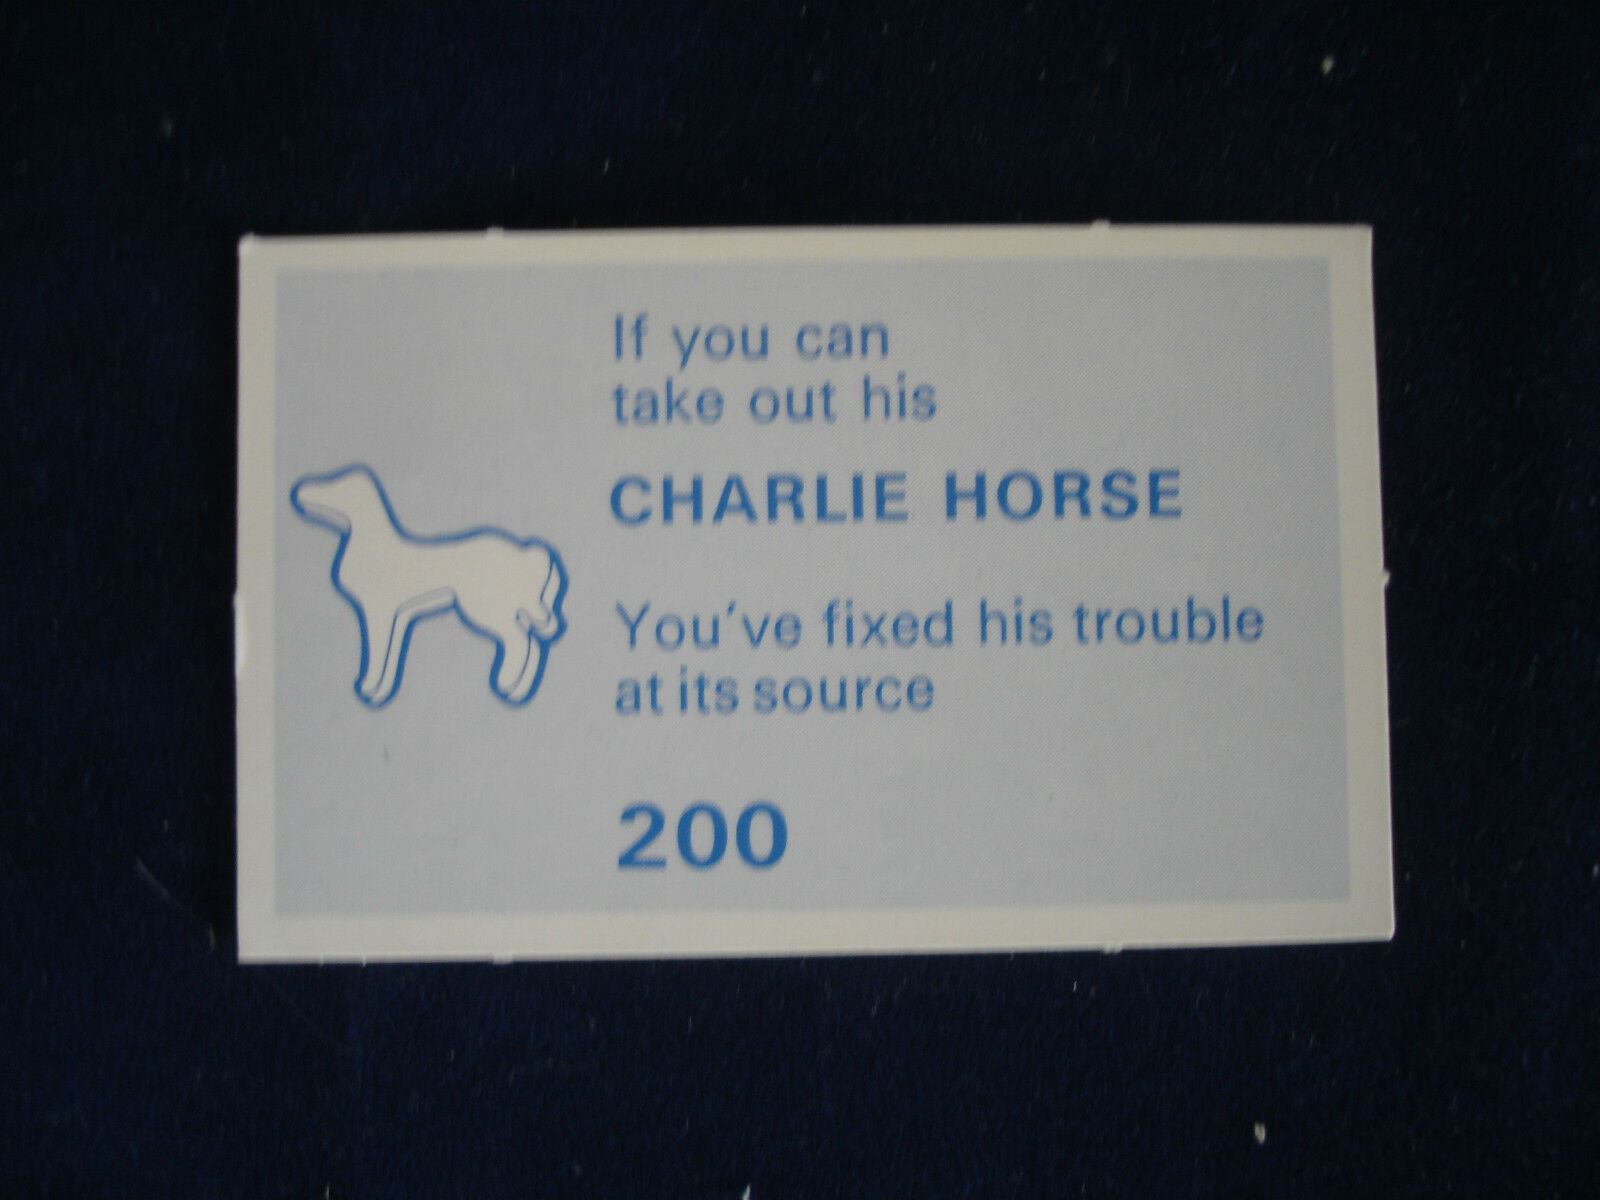 If you can
take out his
CHARLIE HORSE
You've fixed his trouble
at its source
200